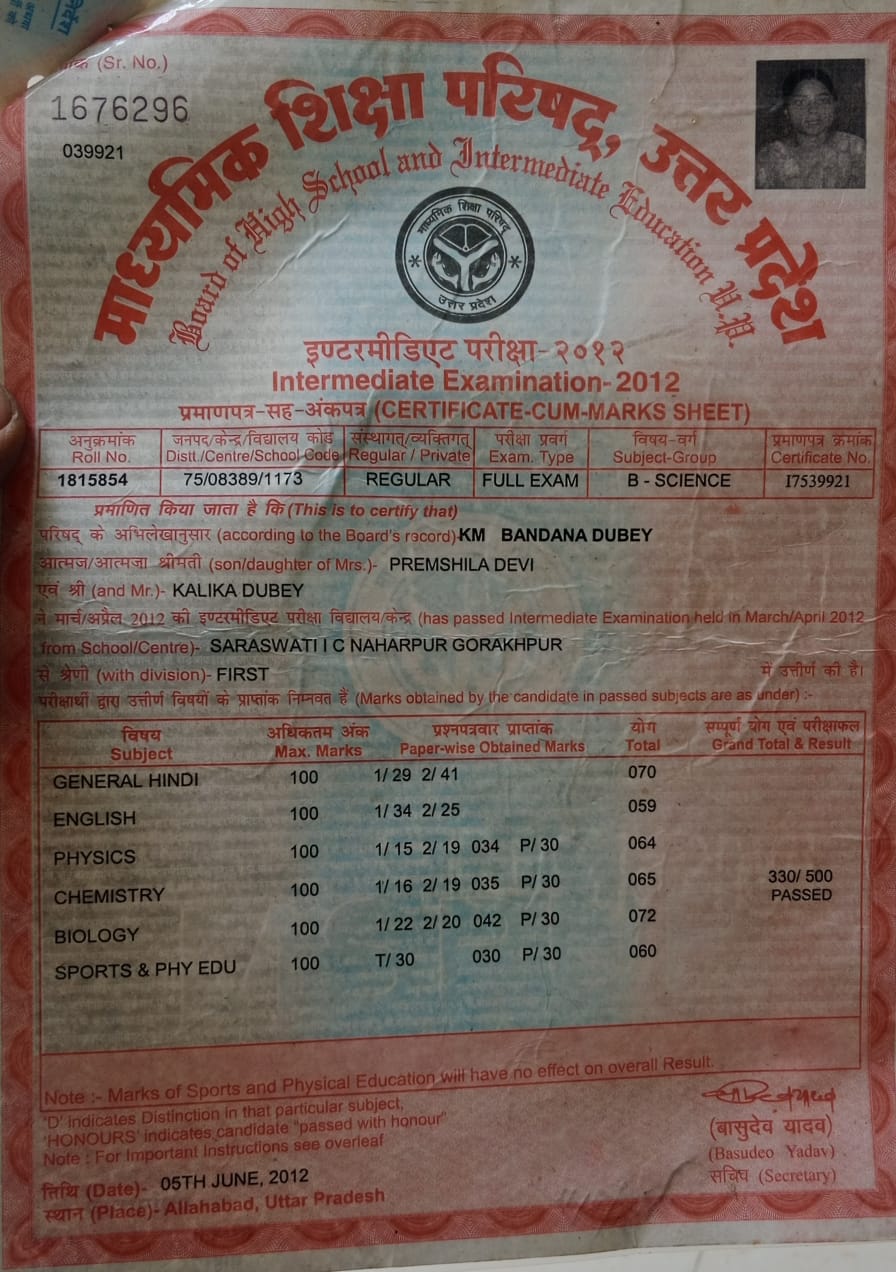 (Sr. No.)
1676296
039921
माध्यमिक शिक्षा परिषद्, उत्तर प्रदेश
Board of High School and Intermediate Education U.P.
माध्यमिक शिक्षा परिषद्
उत्तर प्रदेश
इण्टरमीडिएट परीक्षा-२०१२
Intermediate Examination- 2012
प्रमाणपत्र-सह-अंकपत्र (CERTIFICATE-CUM-MARKS SHEET)
अनुक्रमांक जनपद/केन्द्र/विद्यालय कोड संस्थागत/व्यक्तिगत परीक्षा प्रवर्ग विषय-वर्ग प्रमाणपत्र क्रमांक
Roll No. Distt./Centre/School Code Regular / Private Exam. Type Subject-Group Certificate No.
1815854 75/08389/1173 REGULAR FULL EXAM B - SCIENCE I7539921
प्रमाणित किया जाता है कि (This is to certify that)
परिषद् के अभिलेखानुसार (according to the Board's record)- KM BANDANA DUBEY
आत्मज/आत्मजा श्रीमती (son/daughter of Mrs.)- PREMSHILA DEVI
एवं श्री (and Mr.)- KALIKA DUBEY
ने मार्च/अप्रैल 2012 की इण्टरमीडिएट परीक्षा विद्यालय/केन्द्र (has passed Intermediate Examination held in March/April 2012
from School/Centre)- SARASWATI I C NAHARPUR GORAKHPUR
से श्रेणी (with division)- FIRST में उत्तीर्ण की है।
परीक्षार्थी द्वारा उत्तीर्ण विषयों के प्राप्तांक निम्नवत हैं (Marks obtained by the candidate in passed subjects are as under) :-
विषय अधिकतम अंक प्रश्नपत्रवार प्राप्तांक योग सम्पूर्ण योग एवं परीक्षाफल
Subject Max. Marks Paper-wise Obtained Marks Total Grand Total & Result
GENERAL HINDI 100 1/ 29 2/ 41 070
ENGLISH 100 1/ 34 2/ 25 059
PHYSICS 100 1/ 15 2/ 19 034 P/ 30 064
CHEMISTRY 100 1/ 16 2/ 19 035 P/ 30 065 330/ 500
PASSED
BIOLOGY 100 1/ 22 2/ 20 042 P/ 30 072
SPORTS & PHY EDU 100 T/ 30 030 P/ 30 060
Note :- Marks of Sports and Physical Education will have no effect on overall Result.
'D' indicates Distinction in that particular subject,
'HONOURS' indicates candidate "passed with honour"
Note : For Important Instructions see overleaf
(बासुदेव यादव)
(Basudeo Yadav)
सचिव (Secretary)
तिथि (Date)- 05TH JUNE, 2012
स्थान (Place)- Allahabad, Uttar Pradesh